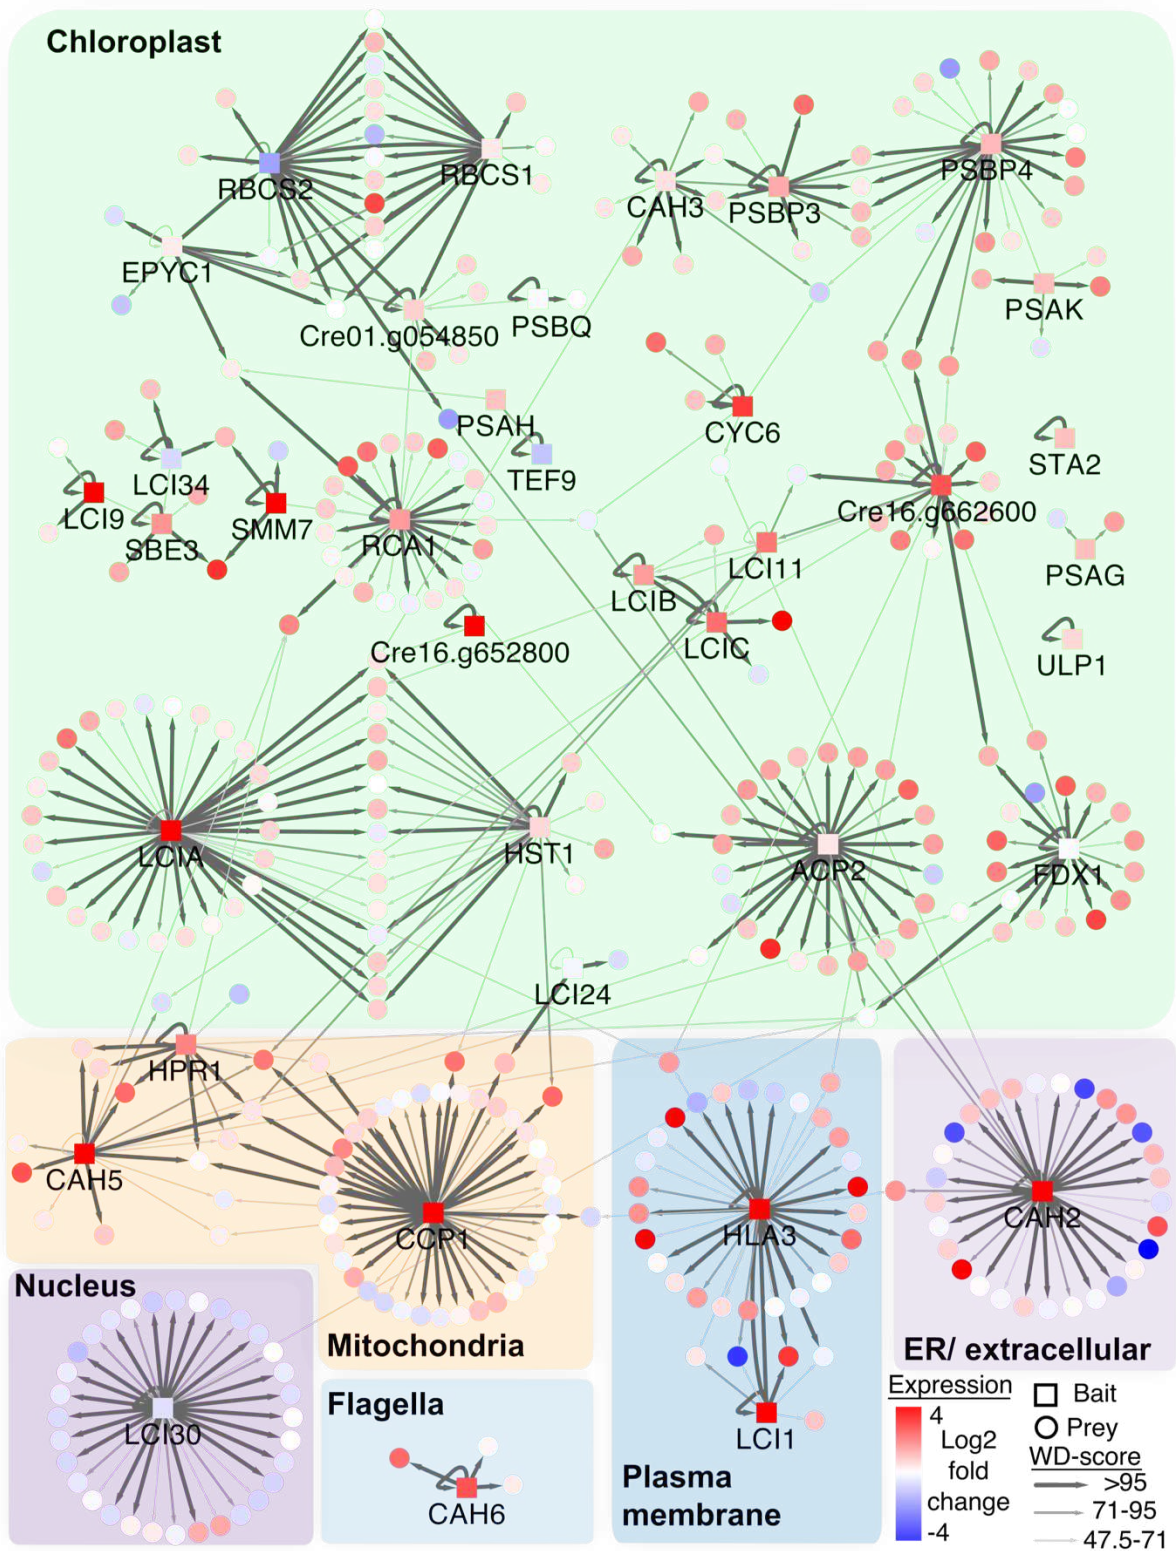 Chloroplast
RBCS2
RBCS1
CAH3
PSBP3
PSBP4
EPYC1
Cre01.g054850
PSBQ
PSAK
PSAH
CYC6
TEF9
STA2
LCI34
LCI9
SBE3
SMM7
RCA1
Cre16.g662600
LCI11
PSAG
LCIB
LCIC
Cre16.g652800
ULP1
LCIA
HST1
ACP2
FDX1
LCI24
HPR1
CAH5
CCP1
HLA3
CAH2
Nucleus
Mitochondria
ER/ extracellular
LCI30
Flagella
CAH6
LCI1
Plasma
membrane
Expression
4
Log2
fold
change
-4
Bait
Prey
WD-score
>95
71-95
47.5-71